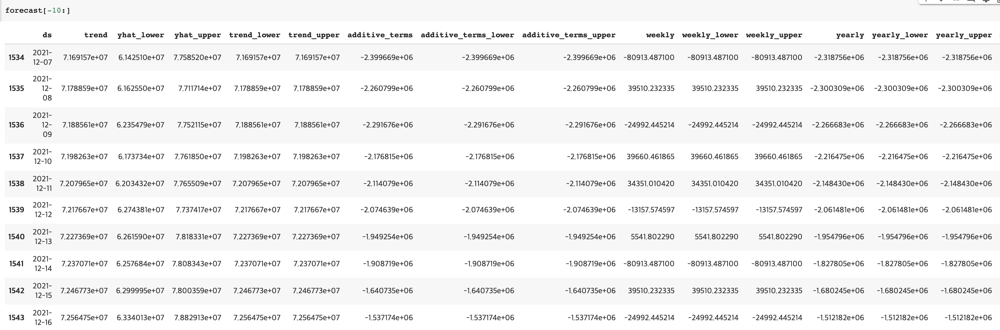 forecast[-10:]
ds trend yhat_lower yhat_upper trend_lower trend_upper additive_terms additive_terms_lower additive_terms_upper weekly weekly_lower weekly_upper yearly yearly_lower yearly_upper
1534 2021-12-07 7.169157e+07 6.142510e+07 7.758520e+07 7.169157e+07 7.169157e+07 -2.399669e+06 -2.399669e+06 -2.399669e+06 -80913.487100 -80913.487100 -80913.487100 -2.318756e+06 -2.318756e+06 -2.318756e+06
1535 2021-12-08 7.178859e+07 6.162550e+07 7.711714e+07 7.178859e+07 7.178859e+07 -2.260799e+06 -2.260799e+06 -2.260799e+06 39510.232335 39510.232335 39510.232335 -2.300309e+06 -2.300309e+06 -2.300309e+06
1536 2021-12-09 7.188561e+07 6.235479e+07 7.752115e+07 7.188561e+07 7.188561e+07 -2.291676e+06 -2.291676e+06 -2.291676e+06 -24992.445214 -24992.445214 -24992.445214 -2.266683e+06 -2.266683e+06 -2.266683e+06
1537 2021-12-10 7.198263e+07 6.173734e+07 7.761850e+07 7.198263e+07 7.198263e+07 -2.176815e+06 -2.176815e+06 -2.176815e+06 39660.461865 39660.461865 39660.461865 -2.216475e+06 -2.216475e+06 -2.216475e+06
1538 2021-12-11 7.207965e+07 6.203432e+07 7.765509e+07 7.207965e+07 7.207965e+07 -2.114079e+06 -2.114079e+06 -2.114079e+06 34351.010420 34351.010420 34351.010420 -2.148430e+06 -2.148430e+06 -2.148430e+06
1539 2021-12-12 7.217667e+07 6.274381e+07 7.737417e+07 7.217667e+07 7.217667e+07 -2.074639e+06 -2.074639e+06 -2.074639e+06 -13157.574597 -13157.574597 -13157.574597 -2.061481e+06 -2.061481e+06 -2.061481e+06
1540 2021-12-13 7.227369e+07 6.261590e+07 7.818331e+07 7.227369e+07 7.227369e+07 -1.949254e+06 -1.949254e+06 -1.949254e+06 5541.802290 5541.802290 5541.802290 -1.954796e+06 -1.954796e+06 -1.954796e+06
1541 2021-12-14 7.237071e+07 6.257684e+07 7.808343e+07 7.237071e+07 7.237071e+07 -1.908719e+06 -1.908719e+06 -1.908719e+06 -80913.487100 -80913.487100 -80913.487100 -1.827805e+06 -1.827805e+06 -1.827805e+06
1542 2021-12-15 7.246773e+07 6.299995e+07 7.800359e+07 7.246773e+07 7.246773e+07 -1.640735e+06 -1.640735e+06 -1.640735e+06 39510.232335 39510.232335 39510.232335 -1.680245e+06 -1.680245e+06 -1.680245e+06
1543 2021-12-16 7.256475e+07 6.334013e+07 7.882913e+07 7.256475e+07 7.256475e+07 -1.537174e+06 -1.537174e+06 -1.537174e+06 -24992.445214 -24992.445214 -24992.445214 -1.512182e+06 -1.512182e+06 -1.512182e+06